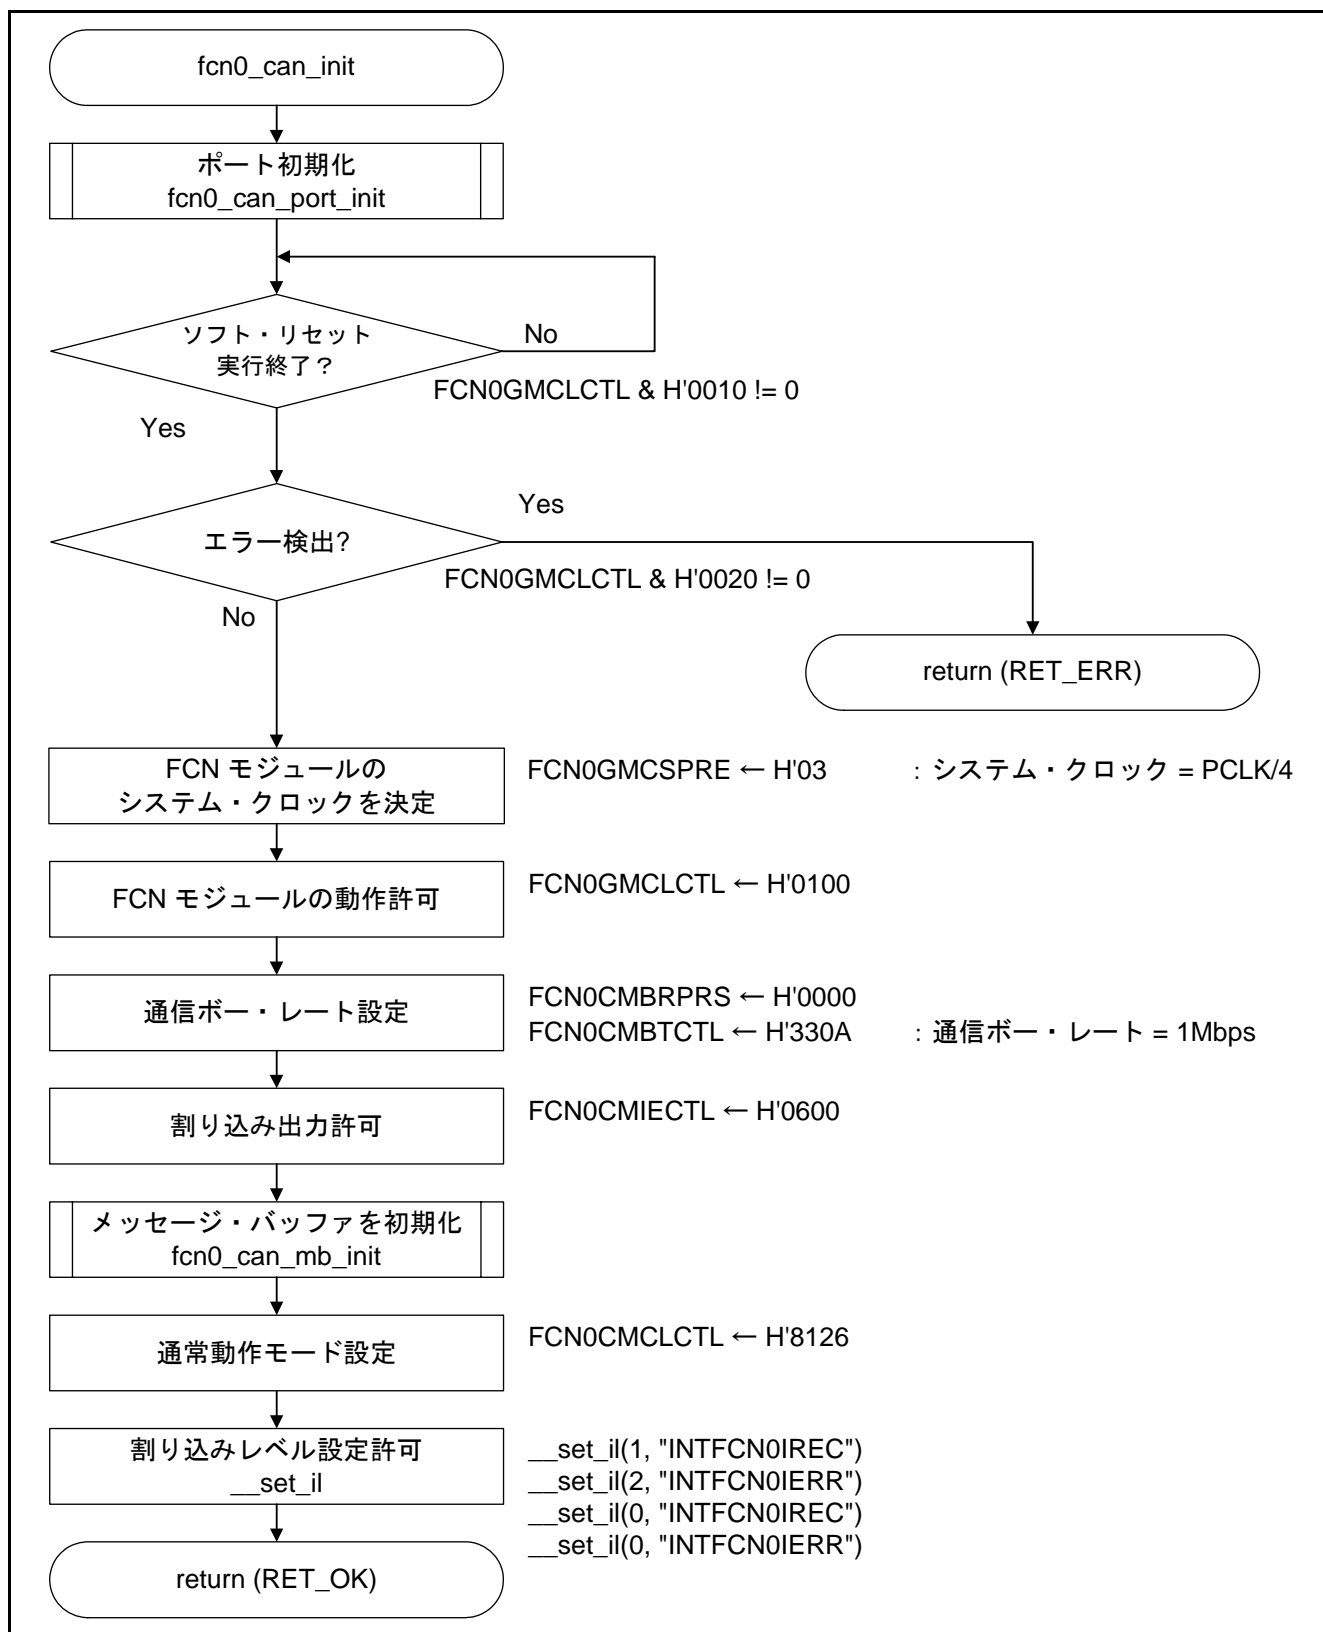 fcn0_can_init
ポート初期化
fcn0_can_port_init
ソフト・リセット
実行終了？
No
FCN0GMCLCTL & H'0010 != 0
Yes
エラー検出?
Yes
FCN0GMCLCTL & H'0020 != 0
No
return (RET_ERR)
FCN モジュールの
システム・クロックを決定
FCN0GMCSPRE ← H'03 : システム・クロック = PCLK/4
FCN モジュールの動作許可
FCN0GMCLCTL ← H'0100
通信ボー・レート設定
FCN0CMBRPRS ← H'0000
FCN0CMBTCTL ← H'330A : 通信ボー・レート = 1Mbps
割り込み出力許可
FCN0CMIECTL ← H'0600
メッセージ・バッファを初期化
fcn0_can_mb_init
通常動作モード設定
FCN0CMCLCTL ← H'8126
割り込みレベル設定許可
__set_il
__set_il(1, "INTFCN0IREC")
__set_il(2, "INTFCN0IERR")
__set_il(0, "INTFCN0IREC")
__set_il(0, "INTFCN0IERR")
return (RET_OK)